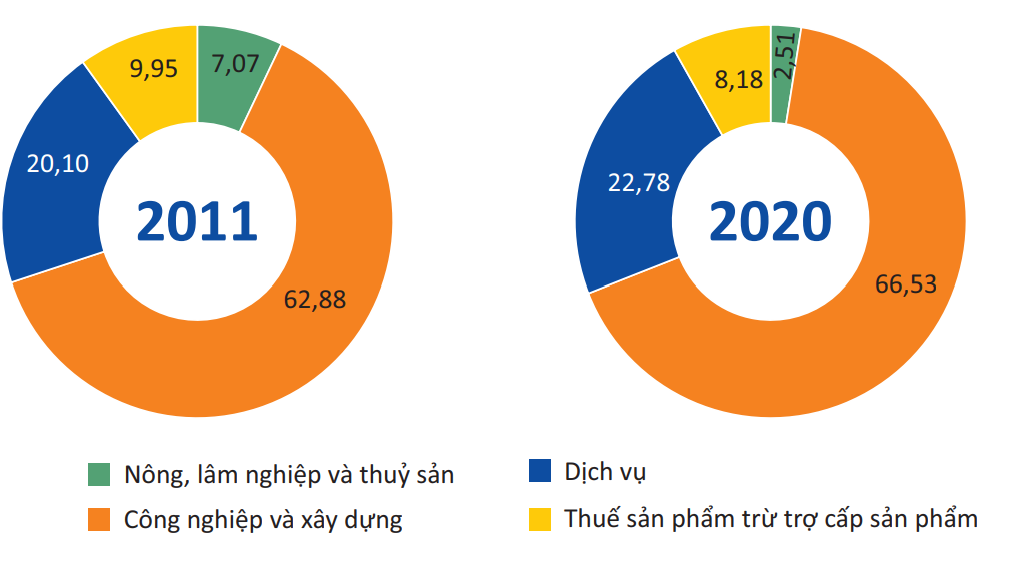 9,95
7,07
20,10
2011
62,88
2,51
8,18
22,78
2020
66,53
Nông, lâm nghiệp và thuỷ sản
Dịch vụ
Công nghiệp và xây dựng
Thuế sản phẩm trừ trợ cấp sản phẩm